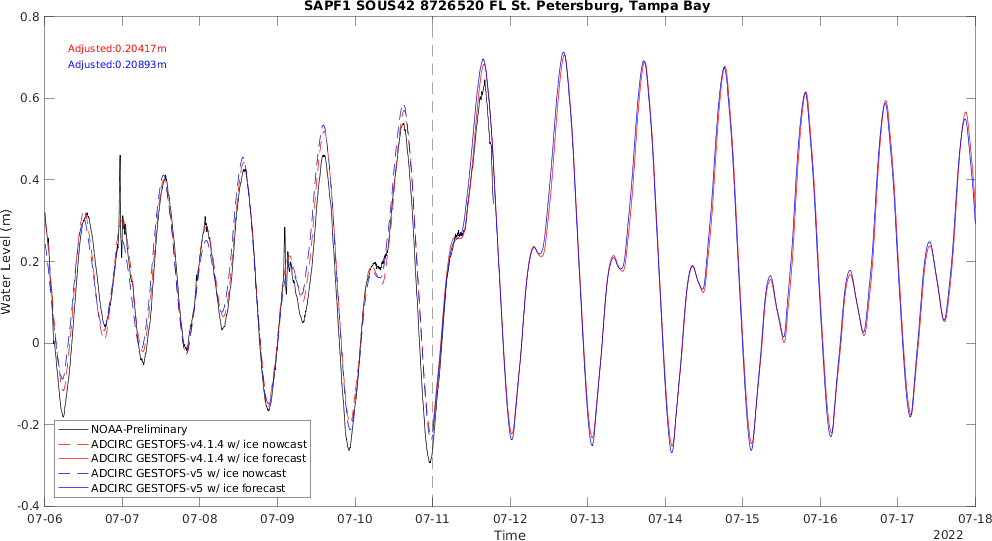 SAPF1 SOUS42 8726520 FL St. Petersburg, Tampa Bay
0.8
Adjusted:0.20417m
Adjusted:0.20893m
0.6
0.4
0.2
0
-0.2
-0.4
Water Level (m)
NOAA-Preliminary
ADCIRC GESTOFS-v4.1.4 w/ ice nowcast
ADCIRC GESTOFS-v4.1.4 w/ ice forecast
ADCIRC GESTOFS-v5 w/ ice nowcast
ADCIRC GESTOFS-v5 w/ ice forecast
07-06 07-07 07-08 07-09 07-10 07-11 07-12 07-13 07-14 07-15 07-16 07-17 07-18
Time
2022